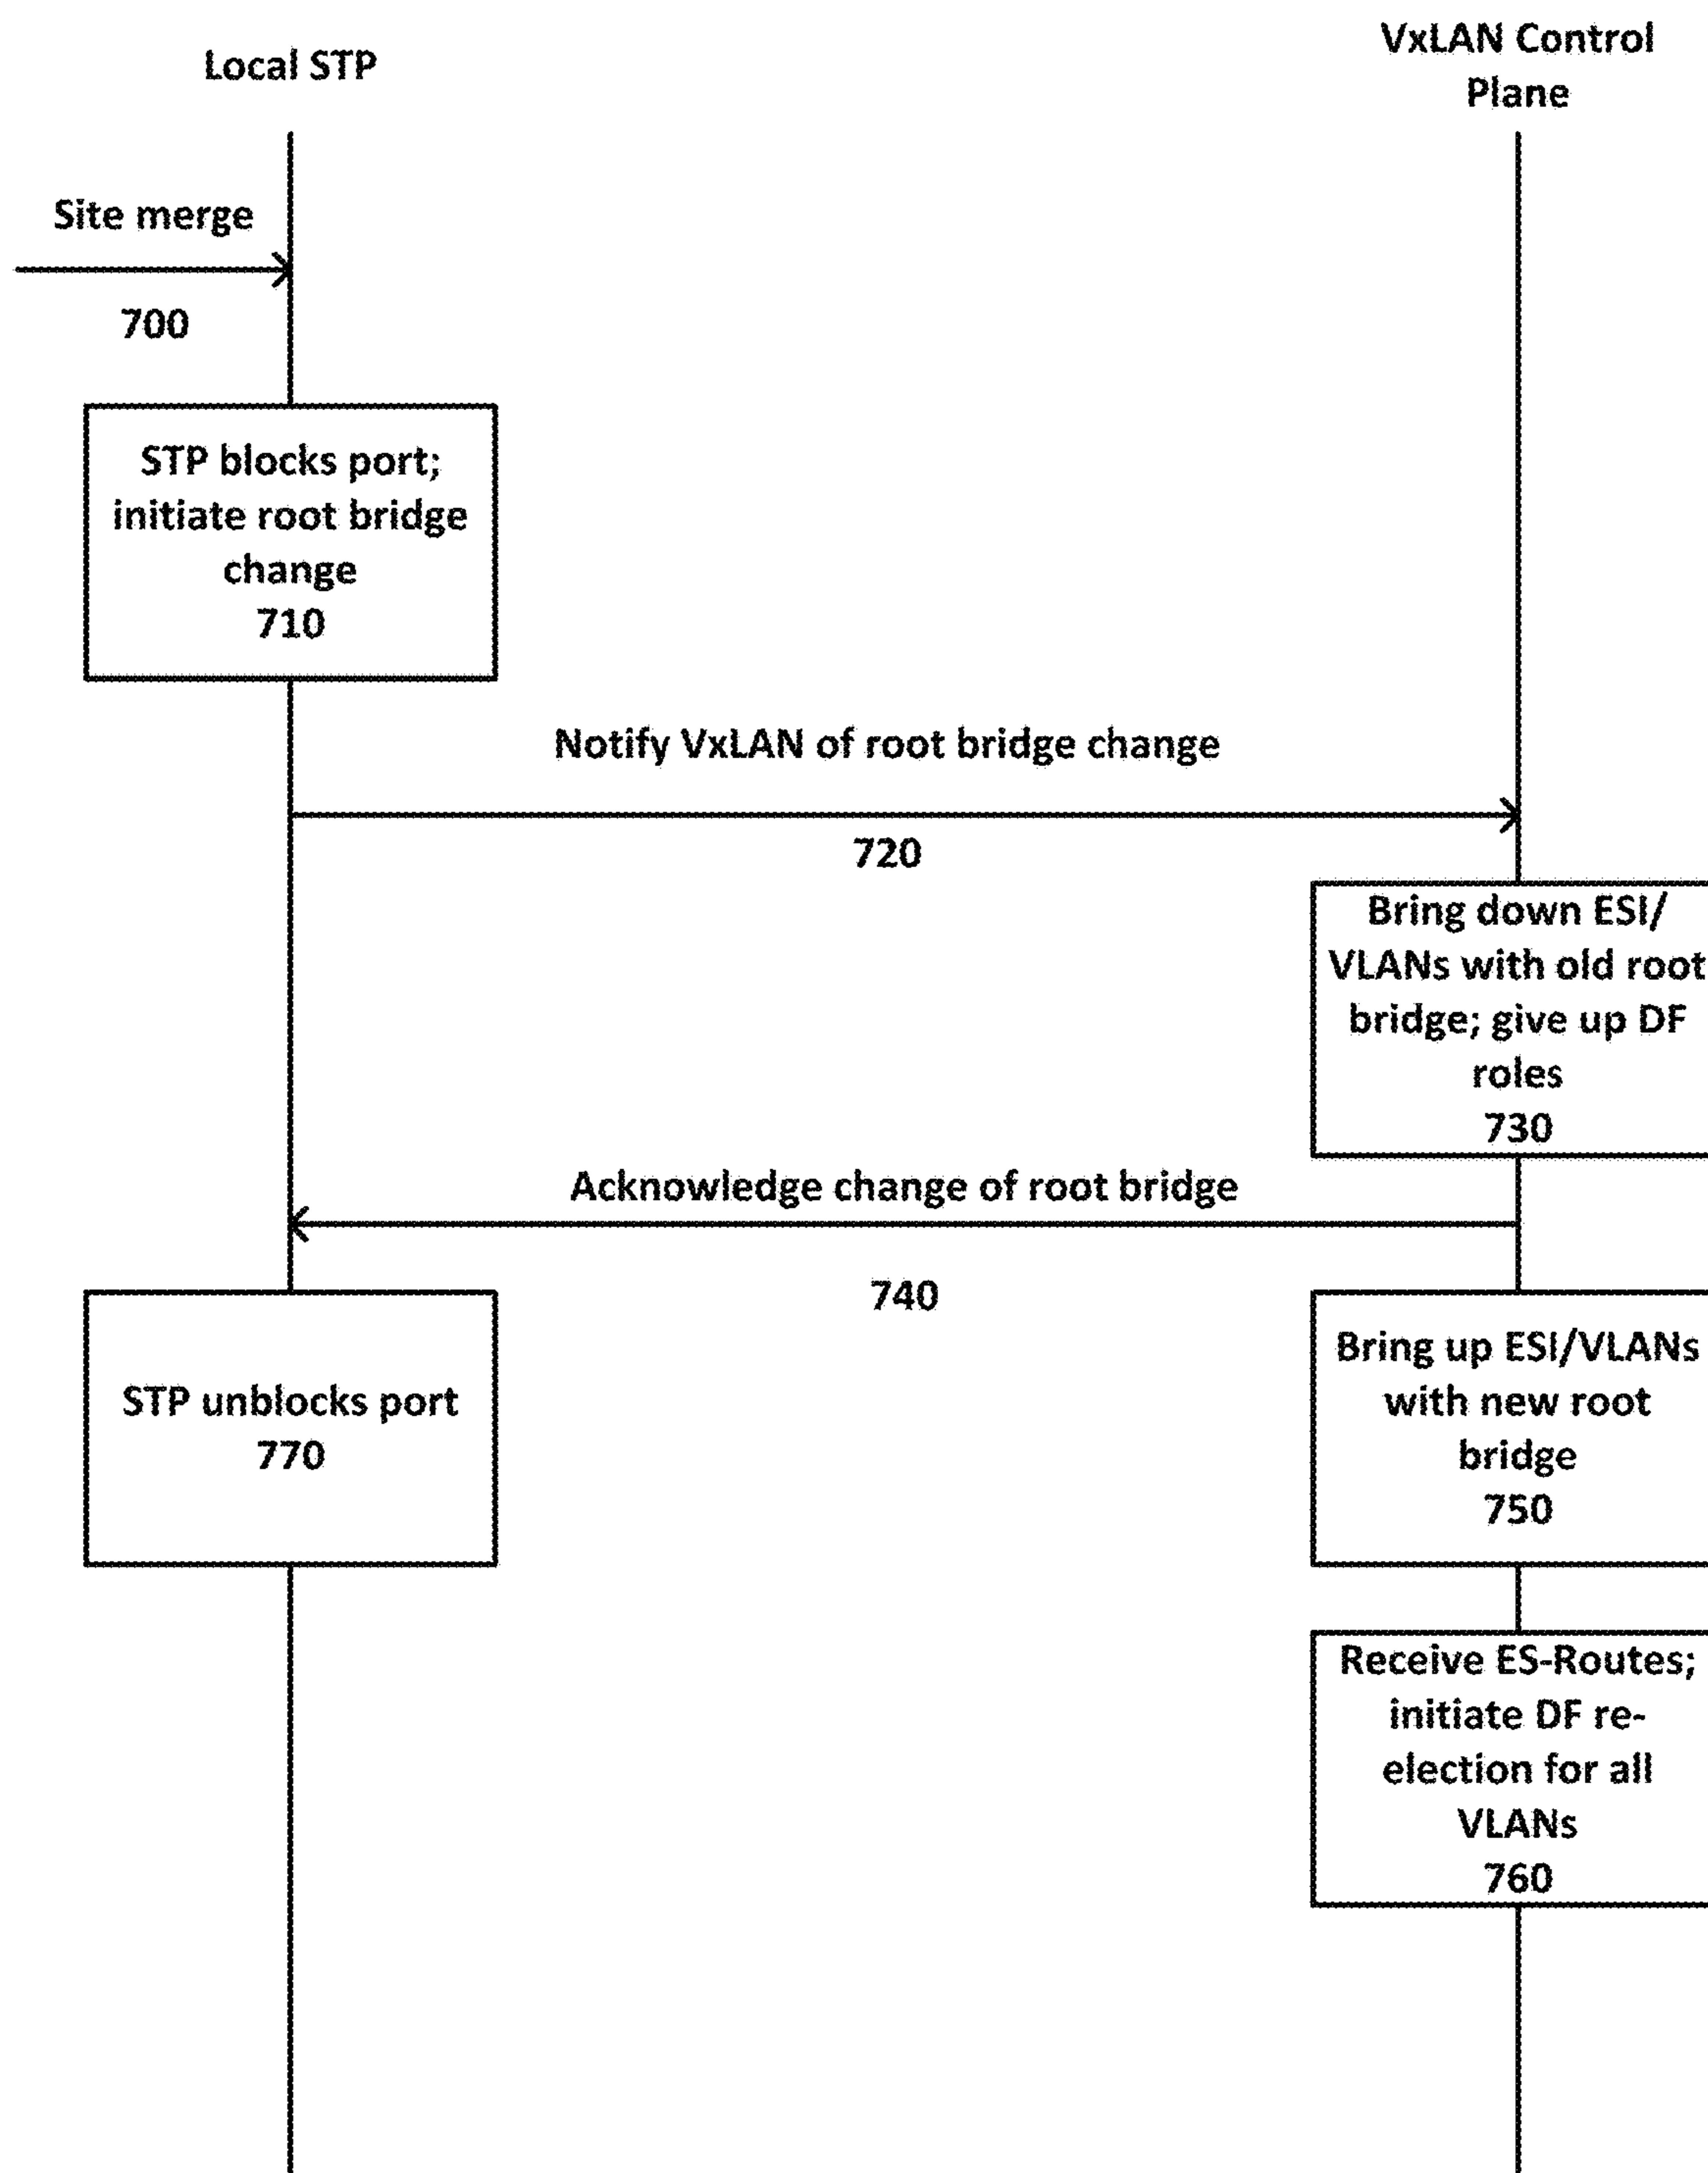 Local STP
VxLAN Control
Plane
Site merge
700
STP blocks port;
initiate root bridge
change
710
Notify VxLAN of root bridge change
720
Bring down ESI/
VLANs with old root
bridge; give up DF
roles
730
Acknowledge change of root bridge
740
STP unblocks port
770
Bring up ESI/VLANs
with new root
bridge
750
Receive ES-Routes;
initiate DF re-
election for all
VLANs
760